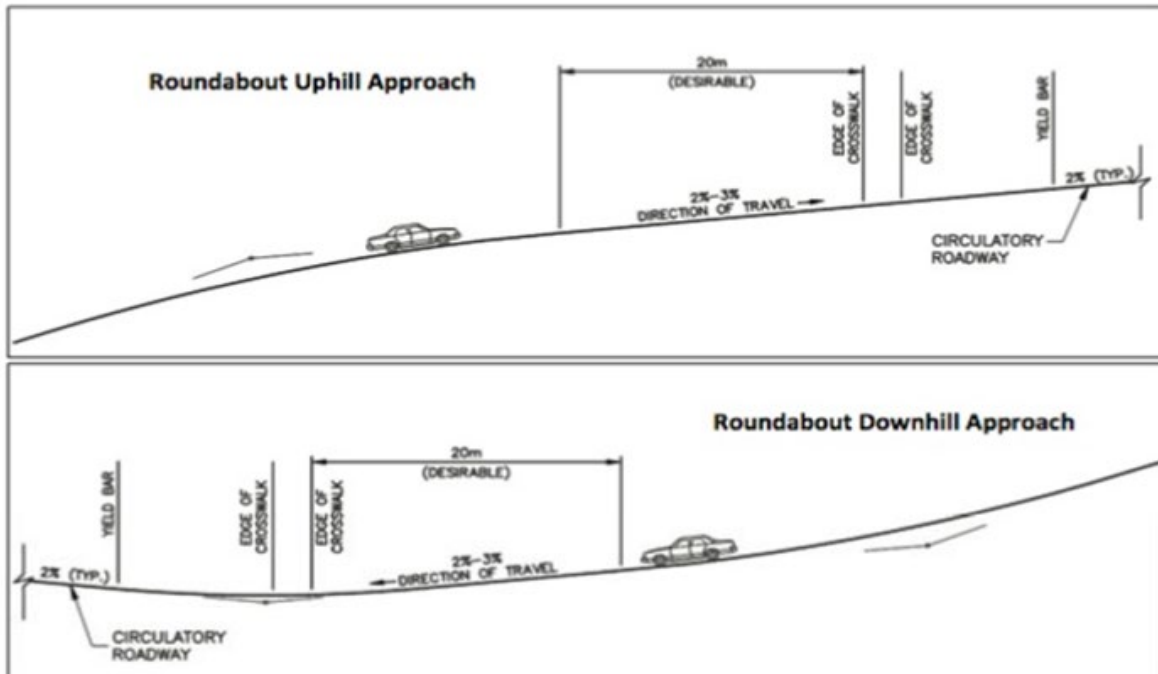 Roundabout Uphill Approach
20m
(DESIRABLE)
EDGE OF
CROSSWALK
EDGE OF
CROSSWALK
YIELD BAR
2% (TYP.)
2%-3%
DIRECTION OF TRAVEL
CIRCULATORY
ROADWAY
Roundabout Downhill Approach
20m
(DESIRABLE)
YIELD BAR
EDGE OF
CROSSWALK
EDGE OF
CROSSWALK
2%-3%
DIRECTION OF TRAVEL
2% (TYP.)
CIRCULATORY
ROADWAY